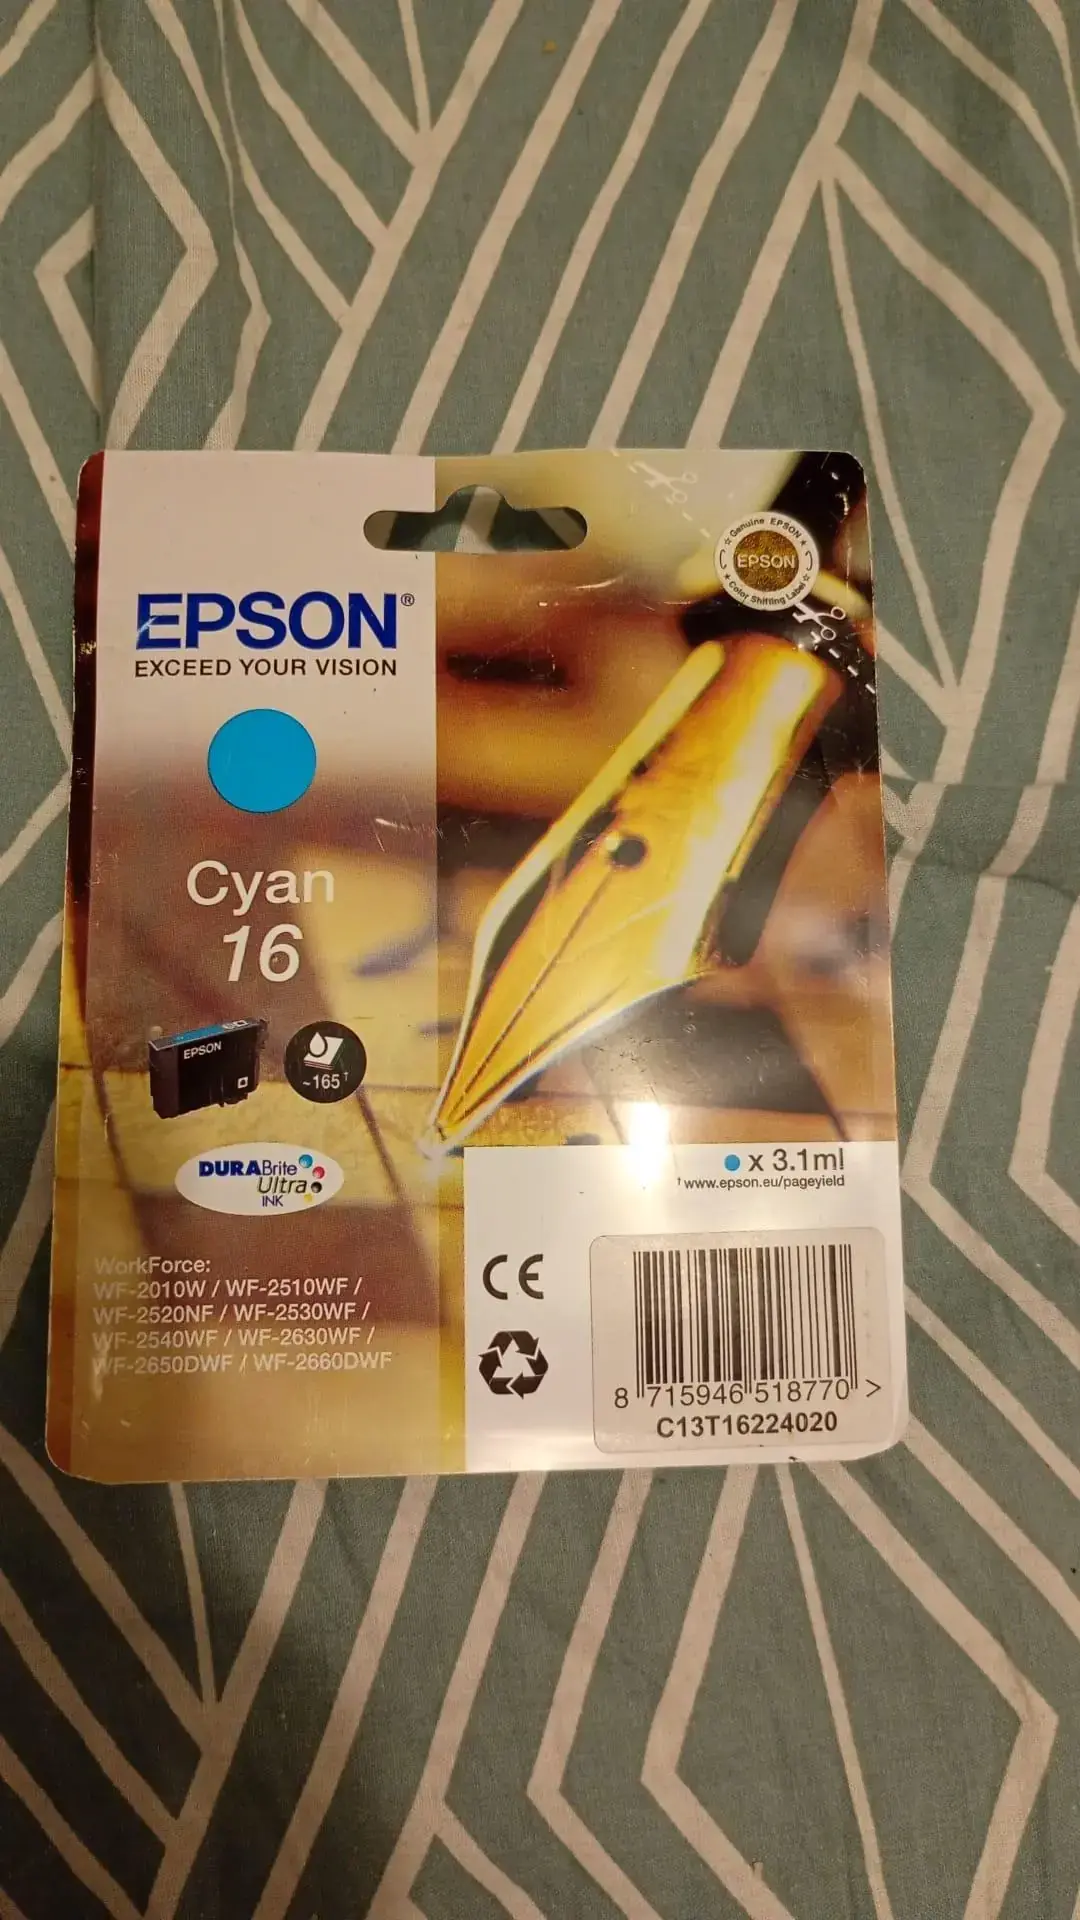 Genuine EPSON
EPSON
Color Shifting Label
EPSON®
EXCEED YOUR VISION
Cyan
16
EPSON
~165†
DURABrite
Ultra
INK
x 3.1ml
†www.epson.eu/pageyield
WorkForce:
WF-2010W / WF-2510WF /
WF-2520NF / WF-2530WF /
WF-2540WF / WF-2630WF /
WF-2650DWF / WF-2660DWF
CE
8 715946 518770 >
C13T16224020